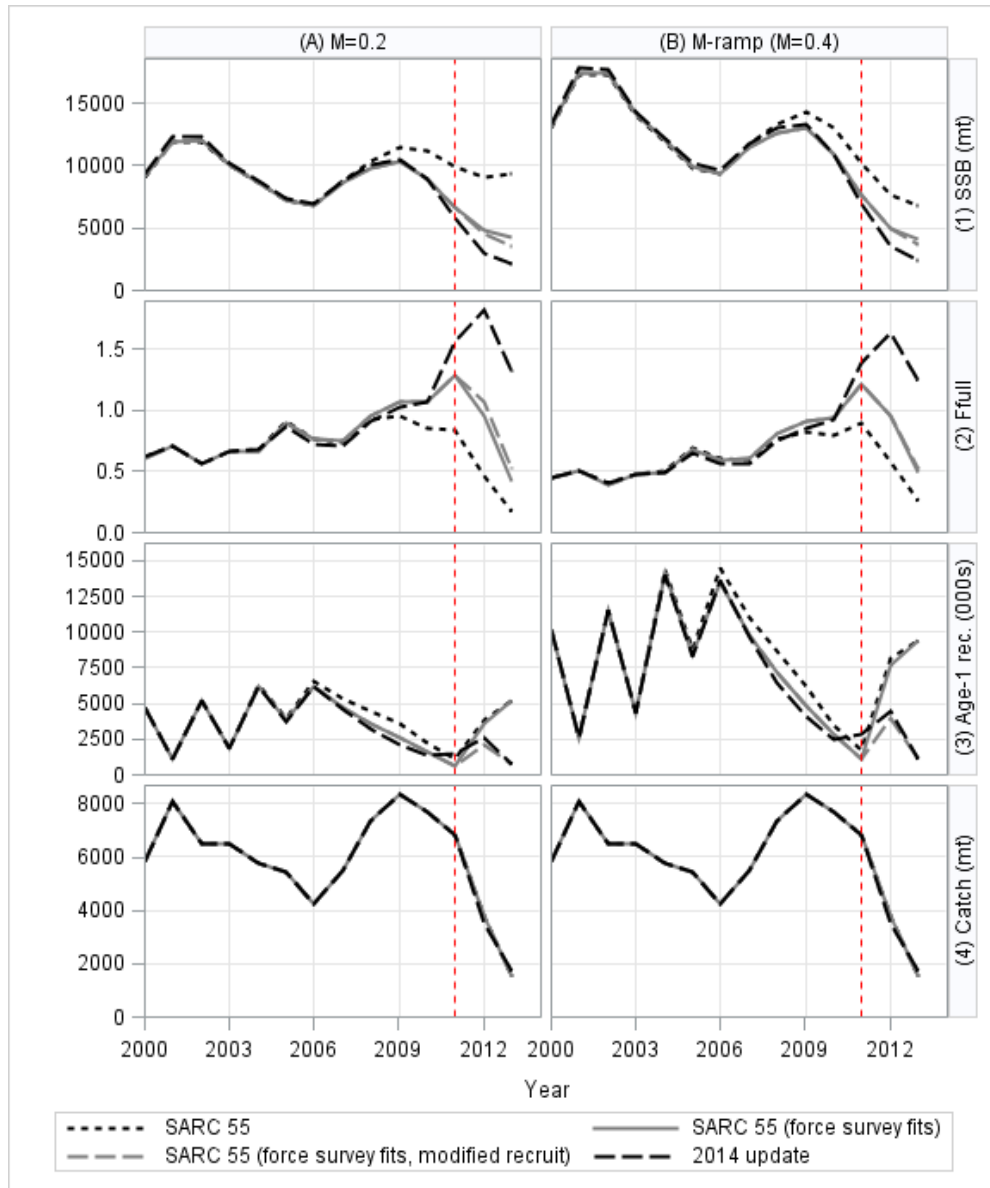 (A) M=0.2
(B) M-ramp (M=0.4)
15000
10000
5000
0
(1) SSB (mt)
1.5
1.0
0.5
0.0
(2) Ffull
15000
12500
10000
7500
5000
2500
0
(3) Age-1 rec. (000s)
8000
6000
4000
2000
0
(4) Catch (mt)
2000 2003 2006 2009 2012 2000 2003 2006 2009 2012
Year
SARC 55
SARC 55 (force survey fits)
SARC 55 (force survey fits, modified recruit)
2014 update